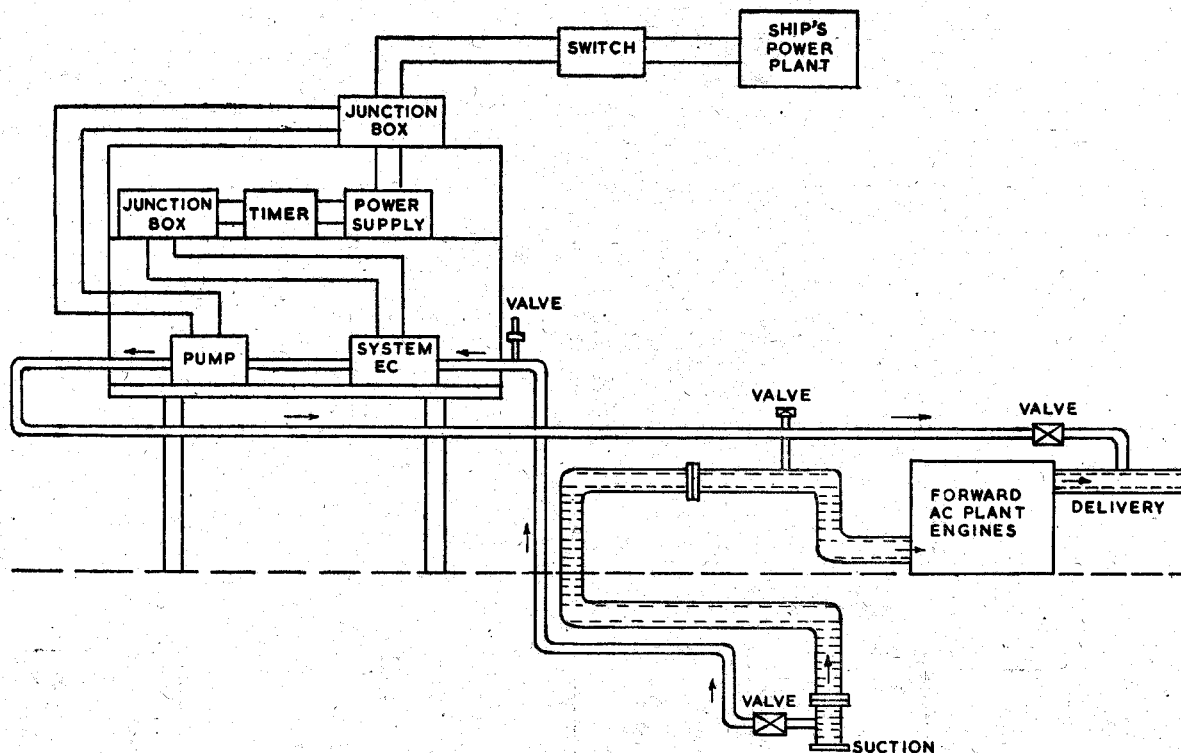 SHIP'S
POWER
PLANT
SWITCH
JUNCTION
BOX
JUNCTION
BOX
TIMER
POWER
SUPPLY
VALVE
PUMP
SYSTEM
EC
VALVE
VALVE
FORWARD
AC PLANT
ENGINES
DELIVERY
VALVE
SUCTION